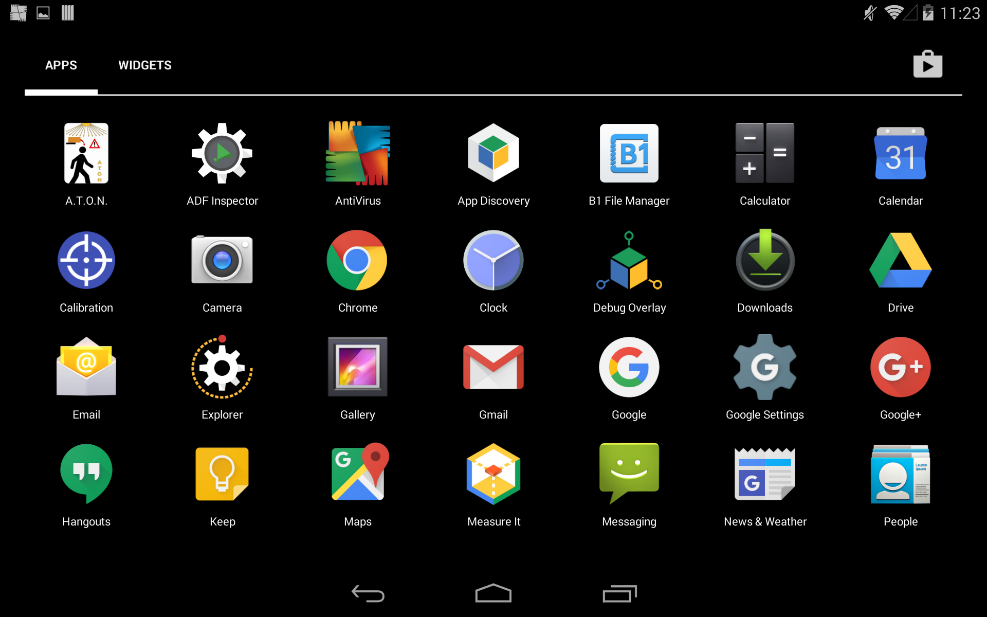 11:23
APPS WIDGETS
A.T.O.N. ADF Inspector AntiVirus App Discovery B1 File Manager Calculator Calendar
B1
31
Calibration Camera Chrome Clock Debug Overlay Downloads Drive
@
G
G
G+
Email Explorer Gallery Gmail Google Google Settings Google+
G
G
Hangouts Keep Maps Measure It Messaging News & Weather People